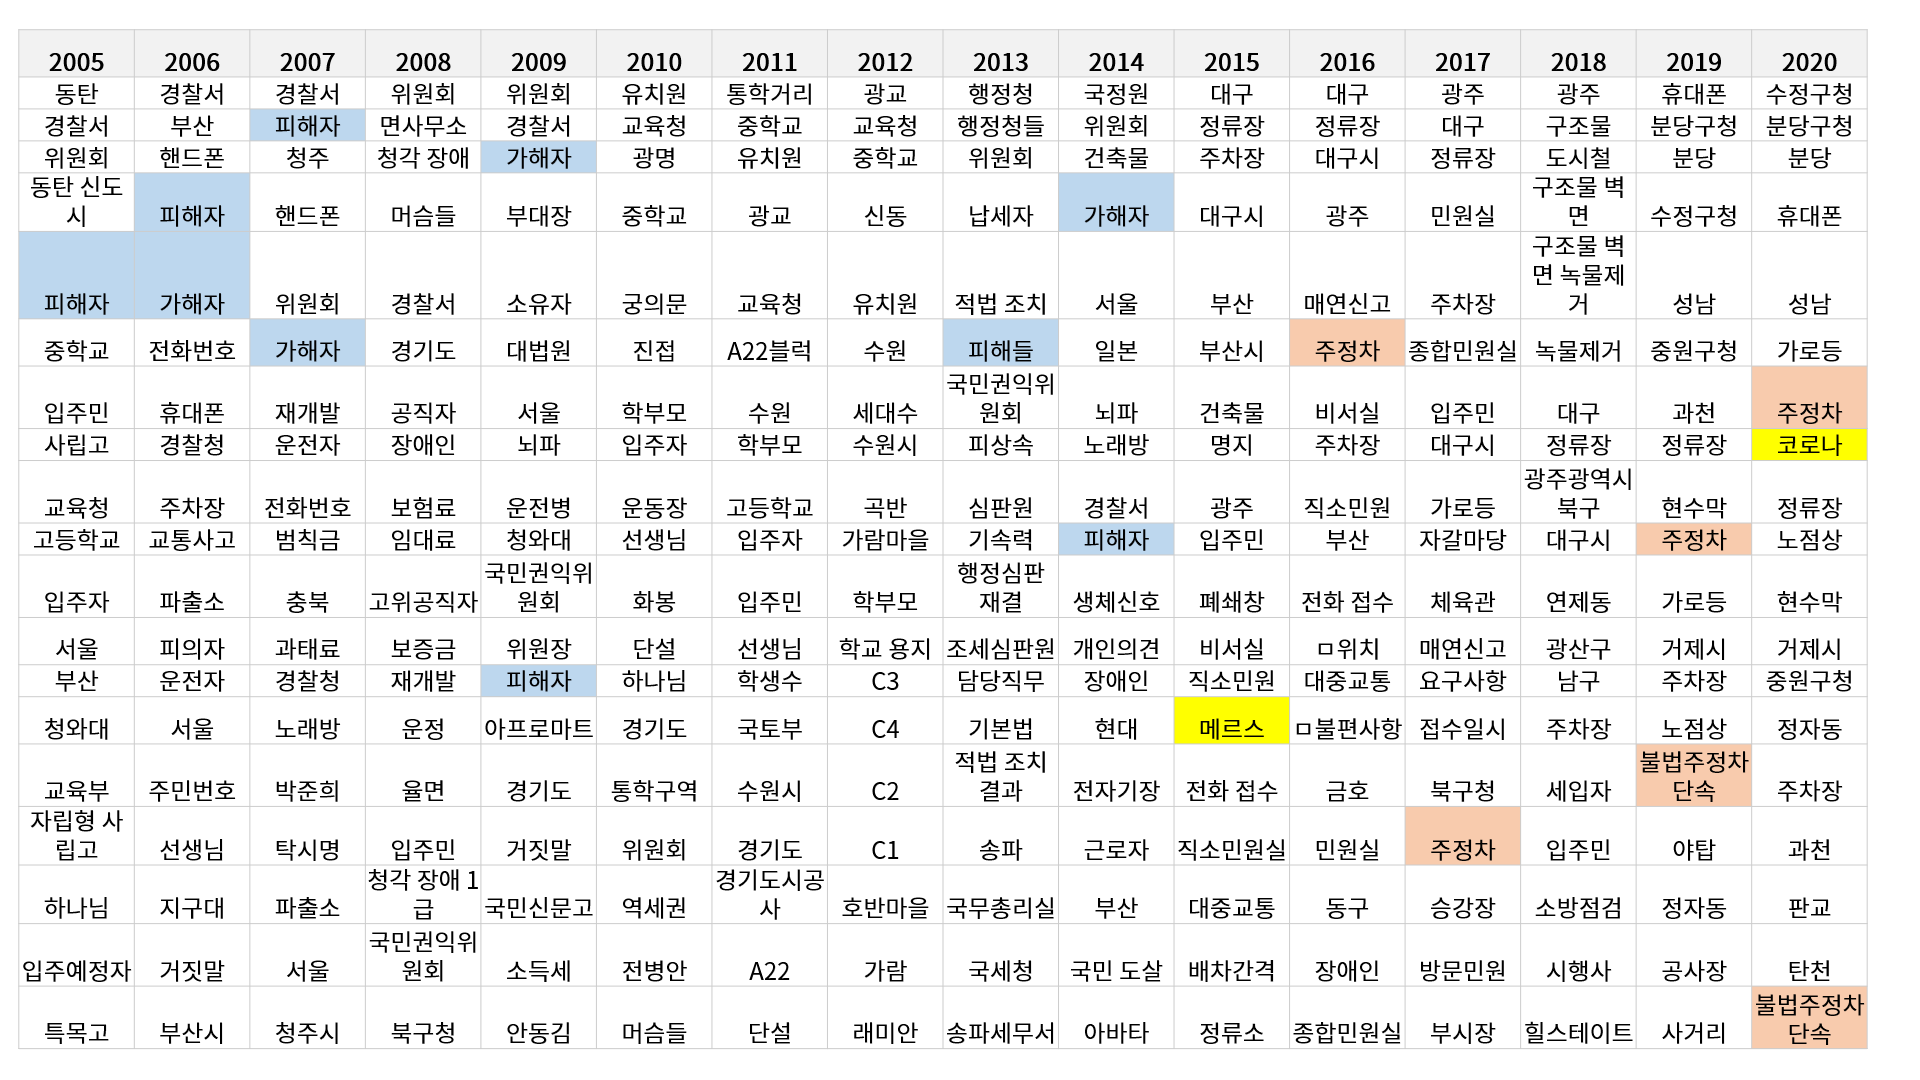 2005 2006 2007 2008 2009 2010 2011 2012 2013 2014 2015 2016 2017 2018 2019 2020
동탄 경찰서 경찰서 위원회 위원회 유치원 통학거리 광교 행정청 국정원 대구 대구 광주 광주 휴대폰 수정구청
경찰서 부산 피해자 면사무소 경찰서 교육청 중학교 교육청 행정청들 위원회 정류장 정류장 대구 구조물 분당구청 분당구청
위원회 핸드폰 청주 청각 장애 가해자 광명 유치원 중학교 위원회 건축물 주차장 대구시 정류장 도시철 분당 분당
동탄 신도시 피해자 핸드폰 머슴들 부대장 중학교 광교 신동 납세자 가해자 대구시 광주 민원실 구조물 벽면 수정구청 휴대폰
피해자 가해자 위원회 경찰서 소유자 궁의문 교육청 유치원 적법 조치 서울 부산 매연신고 주차장 구조물 벽면 녹물제거 성남 성남
중학교 전화번호 가해자 경기도 대법원 진접 A22블럭 수원 피해들 일본 부산시 주정차 종합민원실 녹물제거 중원구청 가로등
입주민 휴대폰 재개발 공직자 서울 학부모 수원 세대수 국민권익위원회 뇌파 건축물 비서실 입주민 대구 과천 주정차
사립고 경찰청 운전자 장애인 뇌파 입주자 학부모 수원시 피상속 노래방 명지 주차장 대구시 정류장 정류장 코로나
교육청 주차장 전화번호 보험료 운전병 운동장 고등학교 곡반 심판원 경찰서 광주 직소민원 가로등 광주광역시 북구 현수막 정류장
고등학교 교통사고 범칙금 임대료 청와대 선생님 입주자 가람마을 기속력 피해자 입주민 부산 자갈마당 대구시 주정차 노점상
입주자 파출소 충북 고위공직자 국민권익위원회 화봉 입주민 학부모 행정심판 재결 생체신호 폐쇄창 전화 접수 체육관 연제동 가로등 현수막
서울 피의자 과태료 보증금 위원장 단설 선생님 학교 용지 조세심판원 개인의견 비서실 ㅁ위치 매연신고 광산구 거제시 거제시
부산 운전자 경찰청 재개발 피해자 하나님 학생수 C3 담당직무 장애인 직소민원 대중교통 요구사항 남구 주차장 중원구청
청와대 서울 노래방 운정 아프로마트 경기도 국토부 C4 기본법 현대 메르스 ㅁ불편사항 접수일시 주차장 노점상 정자동
교육부 주민번호 박준희 율면 경기도 통학구역 수원시 C2 적법 조치 결과 전자기장 전화 접수 금호 북구청 세입자 불법주정차 단속 주차장
자립형 사립고 선생님 탁시명 입주민 거짓말 위원회 경기도 C1 송파 근로자 직소민원실 민원실 주정차 입주민 야탑 과천
하나님 지구대 파출소 청각 장애 1급 국민신문고 역세권 경기도시공사 호반마을 국무총리실 부산 대중교통 동구 승강장 소방점검 정자동 판교
입주예정자 거짓말 서울 국민권익위원회 소득세 전병안 A22 가람 국세청 국민 도살 배차간격 장애인 방문민원 시행사 공사장 탄천
특목고 부산시 청주시 북구청 안동김 머슴들 단설 래미안 송파세무서 아바타 정류소 종합민원실 부시장 힐스테이트 사거리 불법주정차 단속